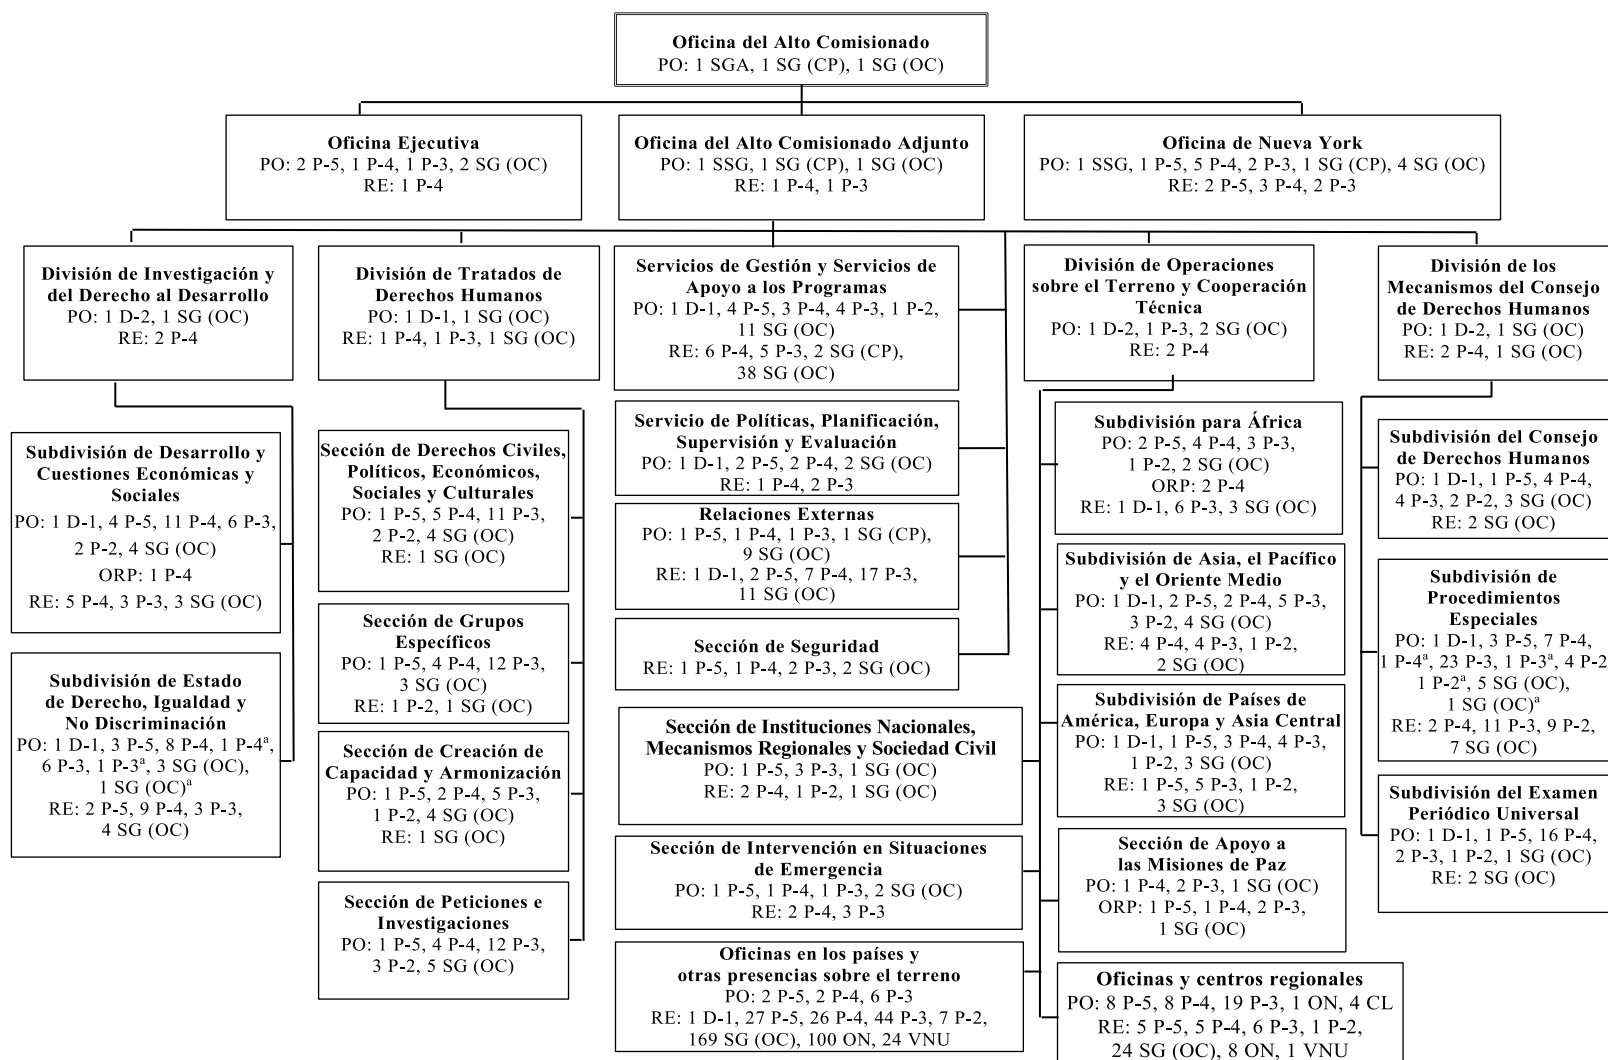 Oficina del Alto Comisionado
PO: 1 SGA, 1 SG (CP), 1 SG (OC)
Oficina Ejecutiva
PO: 2 P-5, 1 P-4, 1 P-3, 2 SG (OC)
RE: 1 P-4
Oficina del Alto Comisionado Adjunto
PO: 1 SSG, 1 SG (CP), 1 SG (OC)
RE: 1 P-4, 1 P-3
Oficina de Nueva York
PO: 1 SSG, 1 P-5, 5 P-4, 2 P-3, 1 SG (CP), 4 SG (OC)
RE: 2 P-5, 3 P-4, 2 P-3
División de Investigación y
del Derecho al Desarrollo
PO: 1 D-2, 1 SG (OC)
RE: 2 P-4
Subdivisión de Desarrollo y
Cuestiones Económicas y
Sociales
PO: 1 D-1, 4 P-5, 11 P-4, 6 P-3,
2 P-2, 4 SG (OC)
ORP: 1 P-4
RE: 5 P-4, 3 P-3, 3 SG (OC)
Subdivisión de Estado
de Derecho, Igualdad y
No Discriminación
PO: 1 D-1, 3 P-5, 8 P-4, 1 P-4ª,
6 P-3, 1 P-3ª, 3 SG (OC),
1 SG (OC)ª
RE: 2 P-5, 9 P-4, 3 P-3,
4 SG (OC)
División de Tratados de
Derechos Humanos
PO: 1 D-1, 1 SG (OC)
RE: 1 P-4, 1 P-3, 1 SG (OC)
Sección de Derechos Civiles,
Políticos, Económicos,
Sociales y Culturales
PO: 1 P-5, 5 P-4, 11 P-3,
2 P-2, 4 SG (OC)
RE: 1 SG (OC)
Sección de Grupos
Específicos
PO: 1 P-5, 4 P-4, 12 P-3,
3 SG (OC)
RE: 1 P-2, 1 SG (OC)
Sección de Creación de
Capacidad y Armonización
PO: 1 P-5, 2 P-4, 5 P-3,
1 P-2, 4 SG (OC)
RE: 1 SG (OC)
Sección de Peticiones e
Investigaciones
PO: 1 P-5, 4 P-4, 12 P-3,
3 P-2, 5 SG (OC)
Servicios de Gestión y Servicios de
Apoyo a los Programas
PO: 1 D-1, 4 P-5, 3 P-4, 4 P-3, 1 P-2,
11 SG (OC)
RE: 6 P-4, 5 P-3, 2 SG (CP),
38 SG (OC)
Servicio de Políticas, Planificación,
Supervisión y Evaluación
PO: 1 D-1, 2 P-5, 2 P-4, 2 SG (OC)
RE: 1 P-4, 2 P-3
Relaciones Externas
PO: 1 P-5, 1 P-4, 1 P-3, 1 SG (CP),
9 SG (OC)
RE: 1 D-1, 2 P-5, 7 P-4, 17 P-3,
11 SG (OC)
Sección de Seguridad
RE: 1 P-5, 1 P-4, 2 P-3, 2 SG (OC)
División de Operaciones
sobre el Terreno y Cooperación
Técnica
PO: 1 D-2, 1 P-3, 2 SG (OC)
RE: 2 P-4
Sección de Instituciones Nacionales,
Mecanismos Regionales y Sociedad Civil
PO: 1 P-5, 3 P-3, 1 SG (OC)
RE: 2 P-4, 1 P-2, 1 SG (OC)
Sección de Intervención en Situaciones
de Emergencia
PO: 1 P-5, 1 P-4, 1 P-3, 2 SG (OC)
RE: 2 P-4, 3 P-3
Oficinas en los países y
otras presencias sobre el terreno
PO: 2 P-5, 2 P-4, 6 P-3
RE: 1 D-1, 27 P-5, 26 P-4, 44 P-3, 7 P-2,
169 SG (OC), 100 ON, 24 VNU
Subdivisión para África
PO: 2 P-5, 4 P-4, 3 P-3,
1 P-2, 2 SG (OC)
ORP: 2 P-4
RE: 1 D-1, 6 P-3, 3 SG (OC)
Subdivisión de Asia, el Pacífico
y el Oriente Medio
PO: 1 D-1, 2 P-5, 2 P-4, 5 P-3,
3 P-2, 4 SG (OC)
RE: 4 P-4, 4 P-3, 1 P-2,
2 SG (OC)
Subdivisión de Países de
América, Europa y Asia Central
PO: 1 D-1, 1 P-5, 3 P-4, 4 P-3,
1 P-2, 3 SG (OC)
RE: 1 P-5, 5 P-3, 1 P-2,
3 SG (OC)
Sección de Apoyo a
las Misiones de Paz
PO: 1 P-4, 2 P-3, 1 SG (OC)
ORP: 1 P-5, 1 P-4, 2 P-3,
1 SG (OC)
Oficinas y centros regionales
PO: 8 P-5, 8 P-4, 19 P-3, 1 ON, 4 CL
RE: 5 P-5, 5 P-4, 6 P-3, 1 P-2,
24 SG (OC), 8 ON, 1 VNU
División de los
Mecanismos del Consejo
de Derechos Humanos
PO: 1 D-2, 1 SG (OC)
RE: 2 P-4, 1 SG (OC)
Subdivisión del Consejo
de Derechos Humanos
PO: 1 D-1, 1 P-5, 4 P-4,
4 P-3, 2 P-2, 3 SG (OC)
RE: 2 SG (OC)
Subdivisión de
Procedimientos
Especiales
PO: 1 D-1, 3 P-5, 7 P-4,
1 P-4ª, 23 P-3, 1 P-3ª, 4 P-2
1 P-2ª, 5 SG (OC),
1 SG (OC)ª
RE: 2 P-4, 11 P-3, 9 P-2,
7 SG (OC)
Subdivisión del Examen
Periódico Universal
PO: 1 D-1, 1 P-5, 16 P-4,
2 P-3, 1 P-2, 1 SG (OC)
RE: 2 SG (OC)